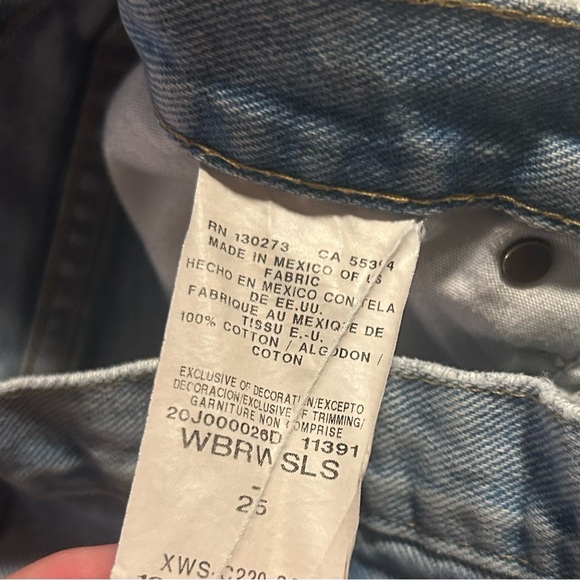 RN 130273 CA 55394
MADE IN MEXICO OF US
FABRIC
HECHO EN MEXICO CON TELA
DE EE.UU.
FABRIQUE AU MEXIQUE DE
TISSU E.-U.
100% COTTON / ALGODON /
COTON
EXCLUSIVE OF DECORATION/EXCEPTO
DECORACION/EXCLUSIVE OF TRIMMING/
GARNITURE NON COMPRISE
20J000026D 11391
WBRWSLS
-
25